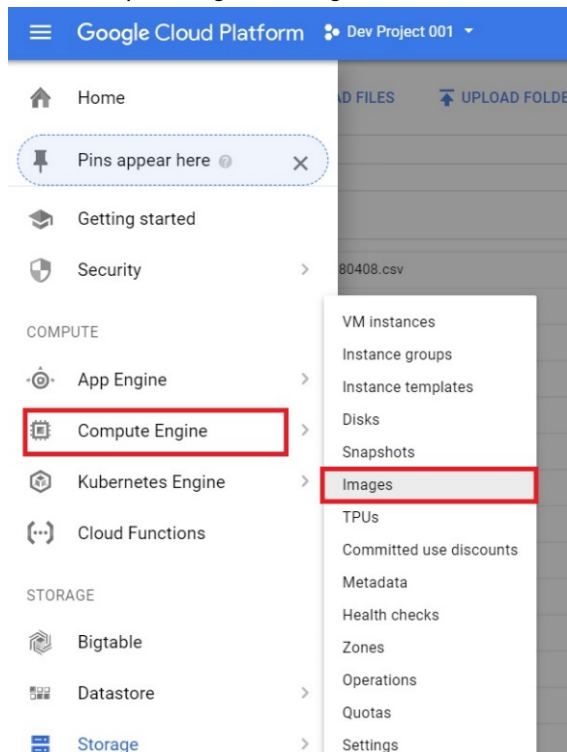 Google Cloud Platform Dev Project 001
Home
AD FILES UPLOAD FOLDE
Pins appear here
Getting started
Security
80408.csv
COMPUTE
App Engine
Compute Engine
Kubernetes Engine
Cloud Functions
STORAGE
Bigtable
Datastore
Storage
VM instances
Instance groups
Instance templates
Disks
Snapshots
Images
TPUs
Committed use discounts
Metadata
Health checks
Zones
Operations
Quotas
Settings